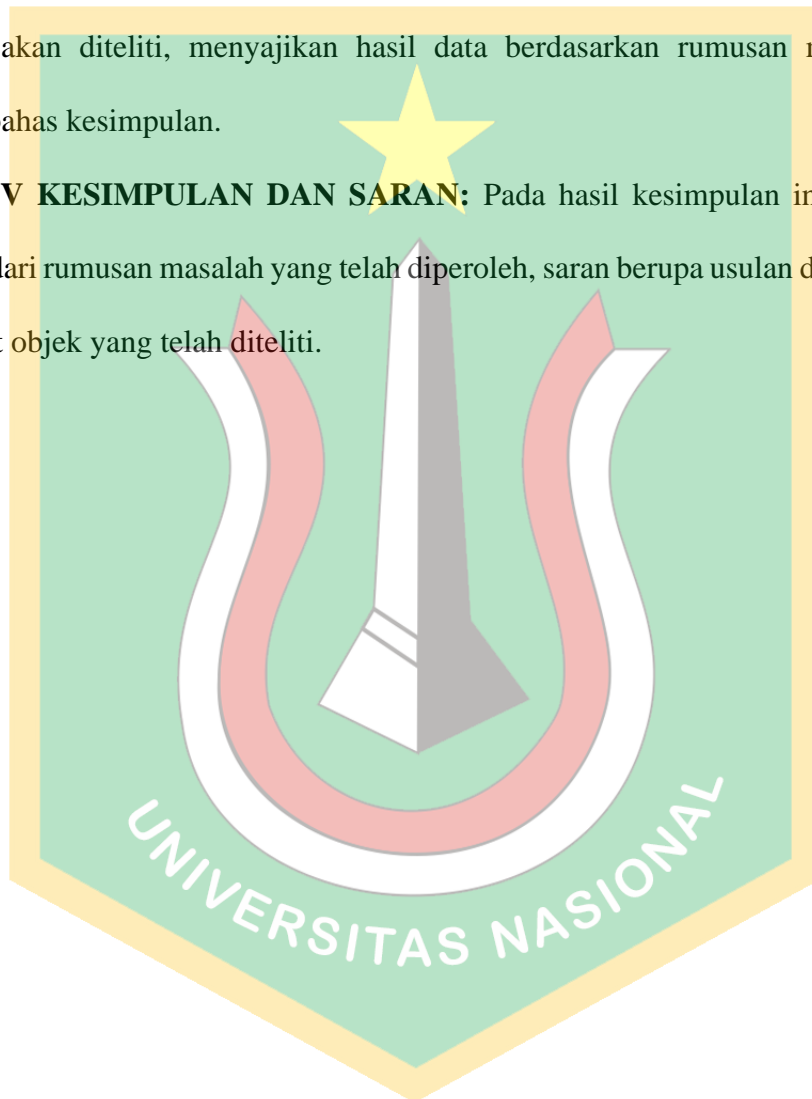 akan diteliti, menyajikan hasil data berdasarkan rumusan
ahas kesimpulan.
V KESIMPULAN DAN SARAN: Pada hasil kesimpulan in
dari rumusan masalah yang telah diperoleh, saran berupa usulan d
t objek yang telah diteliti.
UNIVERSITAS NASIONAL